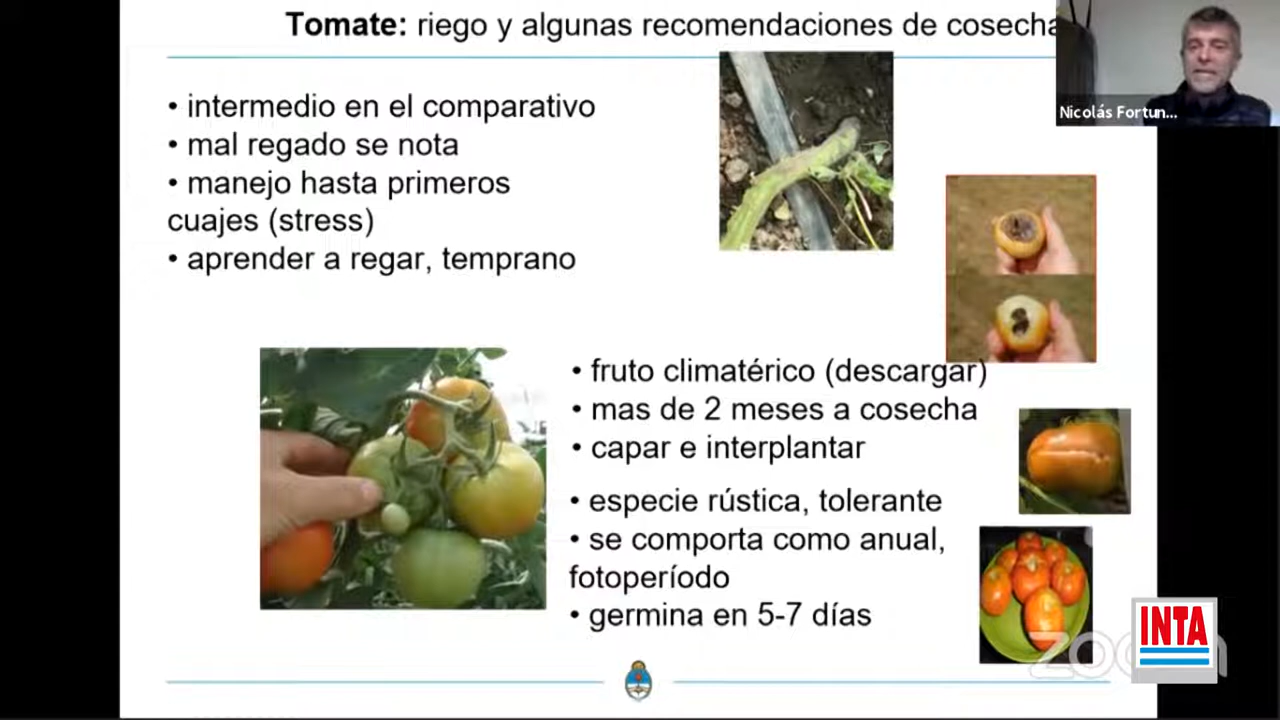 Tomate: riego y algunas recomendaciones de cosecha
Nicolás Fortun...
• intermedio en el comparativo
• mal regado se nota
• manejo hasta primeros
cuajes (stress)
• aprender a regar, temprano
• fruto climatérico (descargar)
• mas de 2 meses a cosecha
• capar e interplantar
• especie rústica, tolerante
• se comporta como anual,
fotoperíodo
• germina en 5-7 días
INTA
zoom